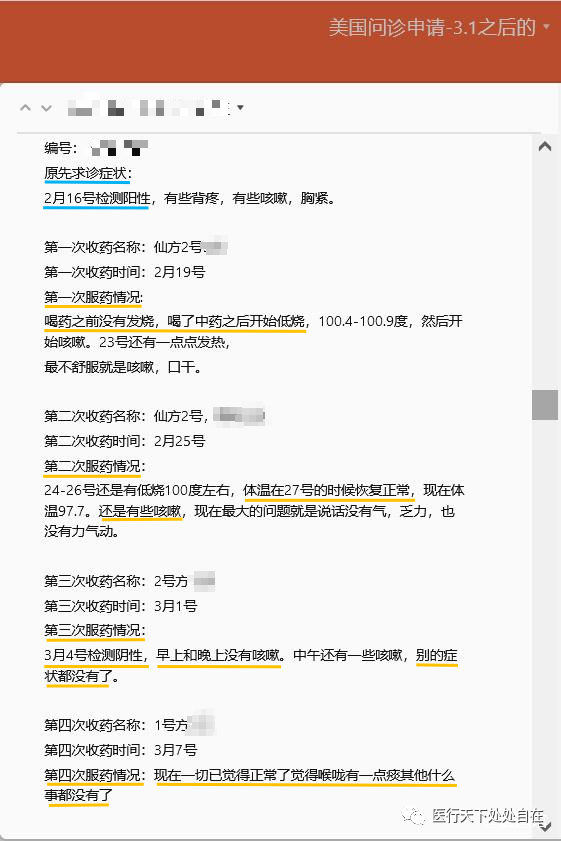 美国问诊申请-3.1之后的
编号：
原先求诊症状：
2月16号检测阳性，有些背疼，有些咳嗽，胸紧。
第一次收药名称：仙方2号
第一次收药时间：2月19号
第一次服药情况:
喝药之前没有发烧，喝了中药之后开始低烧，100.4-100.9度，然后开
始咳嗽。23号还有一点点发热，
最不舒服就是咳嗽，口干。
第二次收药名称：仙方2号，
第二次收药时间：2月25号
第二次服药情况：
24-26号还是有低烧100度左右，体温在27号的时候恢复正常，现在体
温97.7。还是有些咳嗽，现在最大的问题就是说话没有气，乏力，也
没有力气动。
第三次收药名称：2号方
第三次收药时间：3月1号
第三次服药情况：
3月4号检测阴性，早上和晚上没有咳嗽。中午还有一些咳嗽，别的症
状都没有了。
第四次收药名称：1号方
第四次收药时间：3月7号
第四次服药情况：现在一切已觉得正常了觉得喉咙有一点痰其他什么
事都没有了
医行天下处处自在